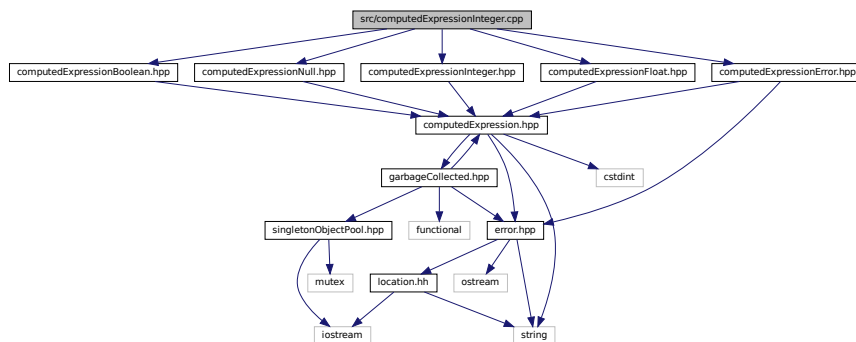 src/computedExpressionInteger.cpp
computedExpressionBoolean.hpp
computedExpressionNull.hpp
computedExpressionInteger.hpp
computedExpressionFloat.hpp
computedExpressionError.hpp
computedExpression.hpp
garbageCollected.hpp
cstdint
singletonObjectPool.hpp
functional
error.hpp
mutex
location.hh
ostream
iostream
string